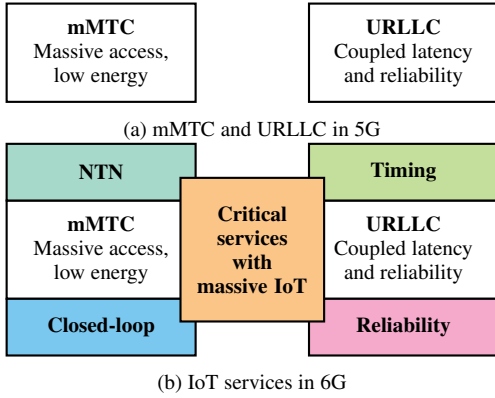 mMTC
Massive access,
low energy
URLLC
Coupled latency
and reliability
(a) mMTC and URLLC in 5G
NTN
Timing
mMTC
Massive access,
low energy
Critical
services
with
massive IoT
URLLC
Coupled latency
and reliability
Closed-loop
Reliability
(b) IoT services in 6G